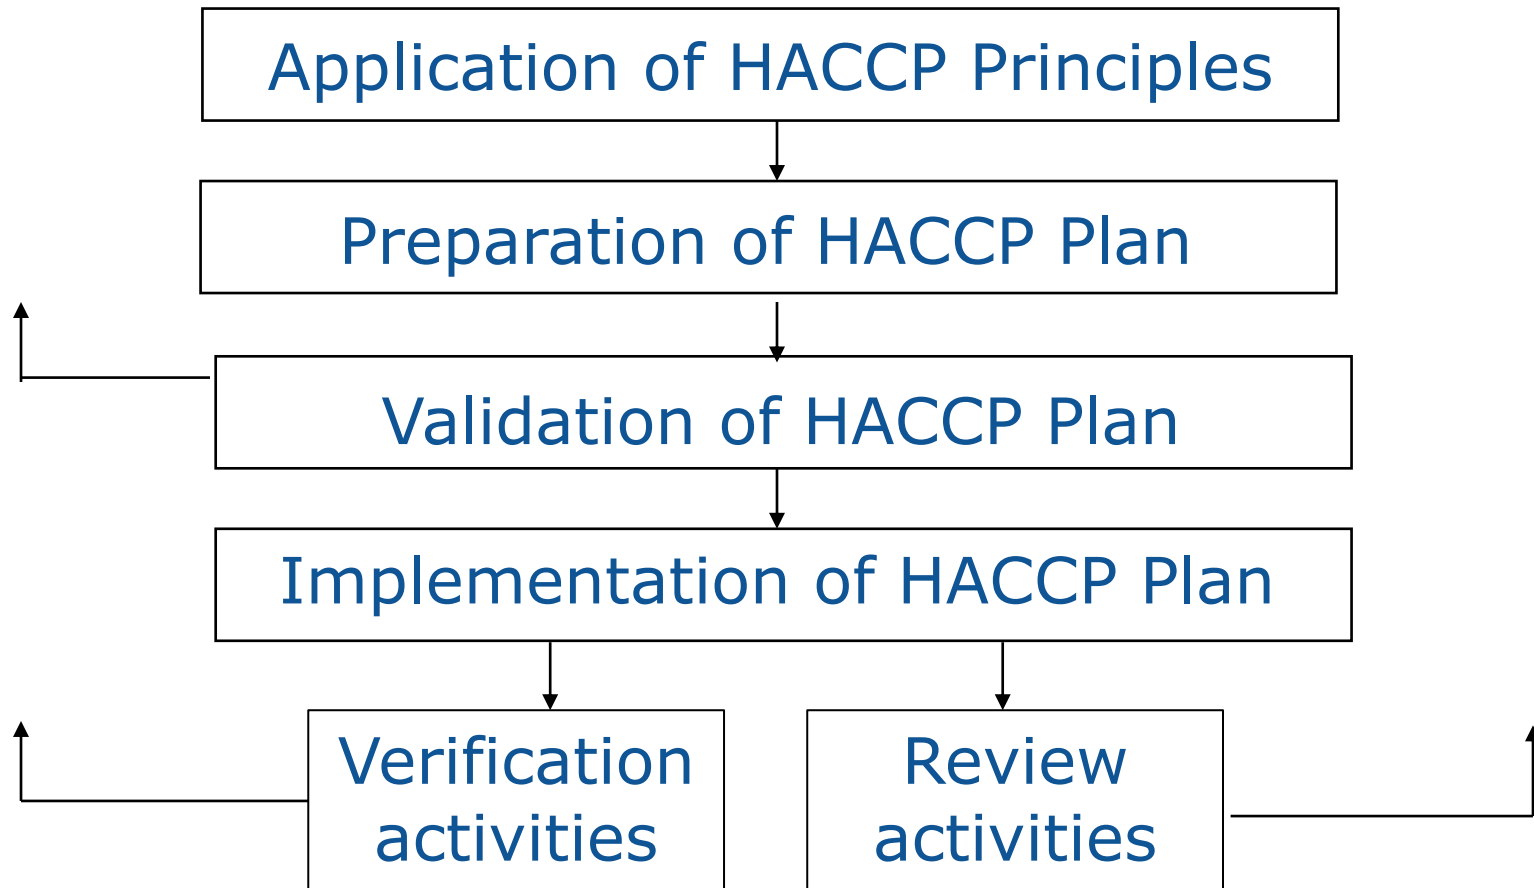 Application of HACCP Principles
Preparation of HACCP Plan
Validation of HACCP Plan
Implementation of HACCP Plan
Verification
activities
Review
activities